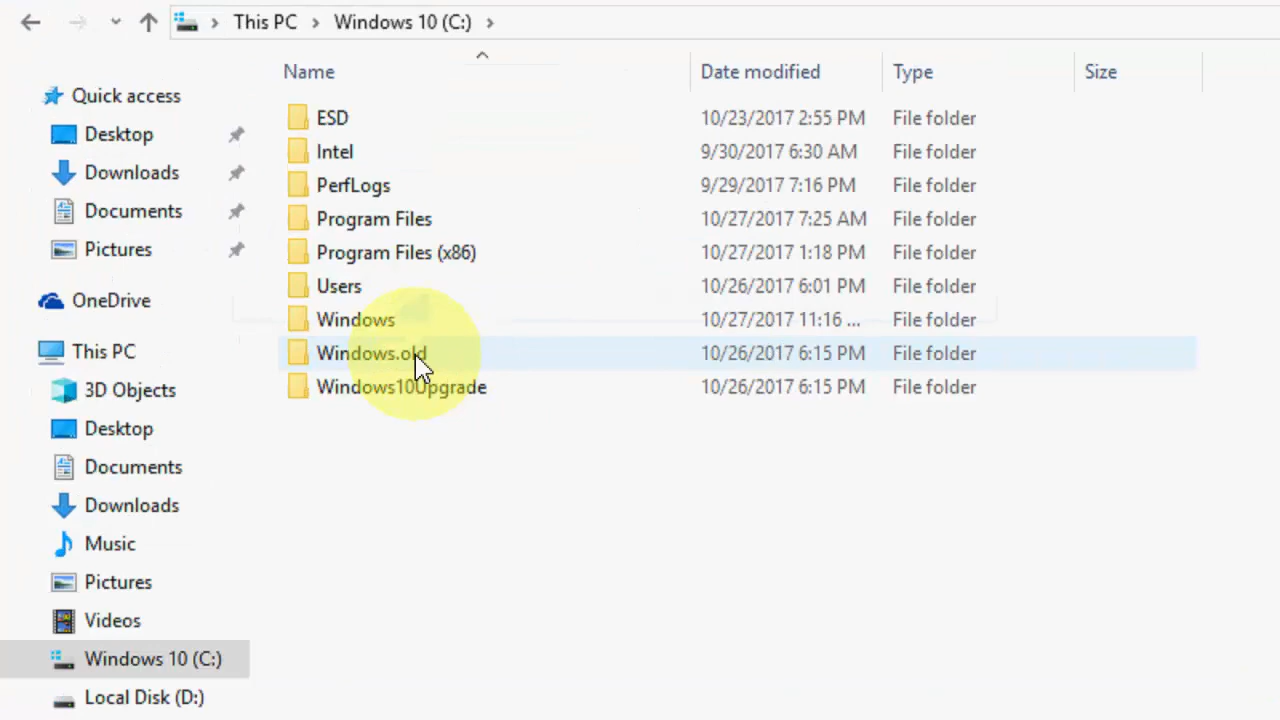 This PC > Windows 10 (C:) >
Name Date modified Type Size
Quick access
Desktop
Downloads
Documents
Pictures
OneDrive
This PC
3D Objects
Desktop
Documents
Downloads
Music
Pictures
Videos
Windows 10 (C:)
Local Disk (D:)
ESD 10/23/2017 2:55 PM File folder
Intel 9/30/2017 6:30 AM File folder
PerfLogs 9/29/2017 7:16 PM File folder
Program Files 10/27/2017 7:25 AM File folder
Program Files (x86) 10/27/2017 1:18 PM File folder
Users 10/26/2017 6:01 PM File folder
Windows 10/27/2017 11:16 ... File folder
Windows.old 10/26/2017 6:15 PM File folder
Windows10Upgrade 10/26/2017 6:15 PM File folder